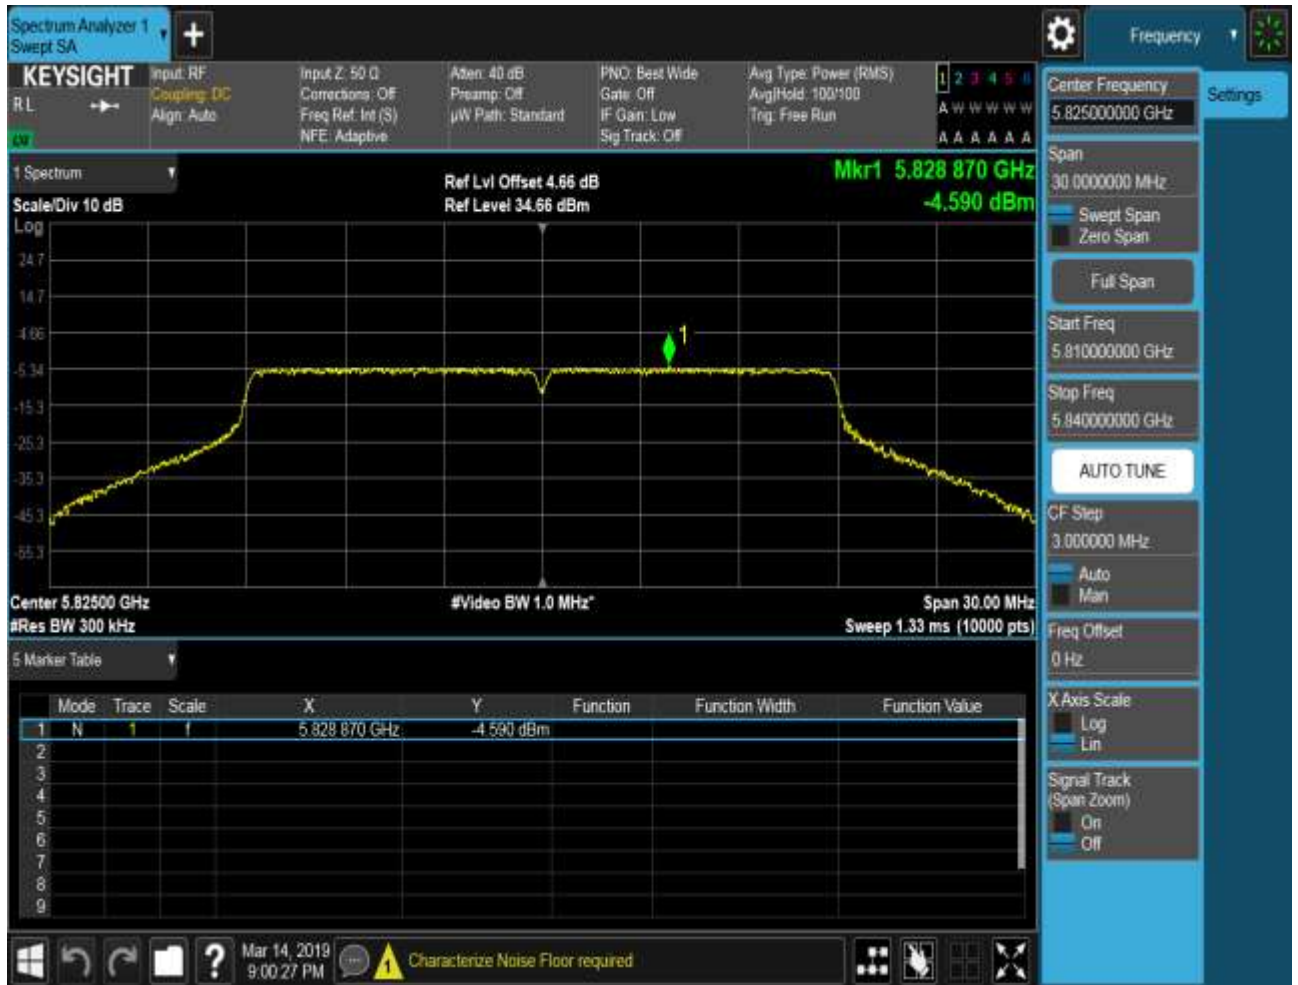 Spectrum Analyzer 1
Swept SA
+
Frequency
KEYSIGHT
RL
Input: RF
Coupling: DC
Align: Auto
Input Z: 50 Ω
Corrections: Off
Freq Ref: Int (S)
NFE: Adaptive
Atten: 40 dB
Preamp: Off
µW Path: Standard
PNO: Best Wide
Gate: Off
IF Gain: Low
Sig Track: Off
Avg Type: Power (RMS)
Avg|Hold: 100/100
Trig: Free Run
1 2 3 4 5 6
A W W W W W
A A A A A A
1 Spectrum
Scale/Div 10 dB
Log
Ref Lvl Offset 4.66 dB
Ref Level 34.66 dBm
Mkr1 5.828 870 GHz
-4.590 dBm
24.7
14.7
4.66
-5.34
-15.3
-25.3
-35.3
-45.3
-55.3
1
Center 5.82500 GHz
#Res BW 300 kHz
#Video BW 1.0 MHz*
Span 30.00 MHz
Sweep 1.33 ms (10000 pts)
5 Marker Table
Mode Trace Scale X Y Function Function Width Function Value
1 N 1 f 5.828 870 GHz -4.590 dBm
2
3
4
5
6
7
8
9
Mar 14, 2019
9:00:27 PM
Characterize Noise Floor required
Center Frequency
5.825000000 GHz
Settings
Span
30.0000000 MHz
Swept Span
Zero Span
Full Span
Start Freq
5.810000000 GHz
Stop Freq
5.840000000 GHz
AUTO TUNE
CF Step
3.000000 MHz
Auto
Man
Freq Offset
0 Hz
X Axis Scale
Log
Lin
Signal Track
(Span Zoom)
On
Off